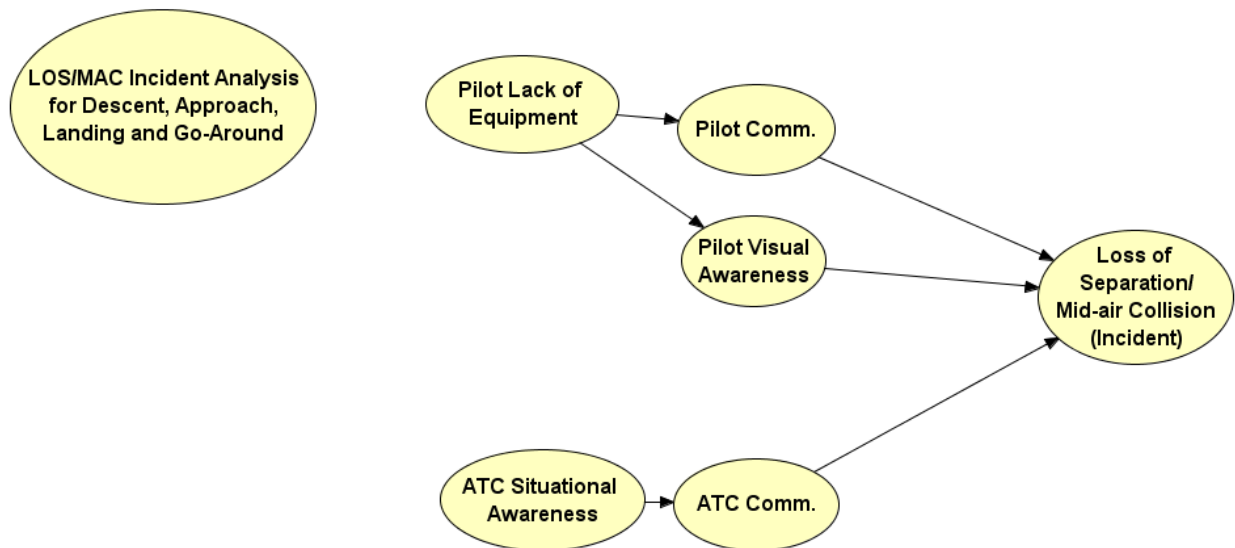 LOS/MAC Incident Analysis
for Descent, Approach,
Landing and Go-Around
Pilot Lack of
Equipment
Pilot Comm.
Pilot Visual
Awareness
Loss of
Separation/
Mid-air Collision
(Incident)
ATC Situational
Awareness
ATC Comm.